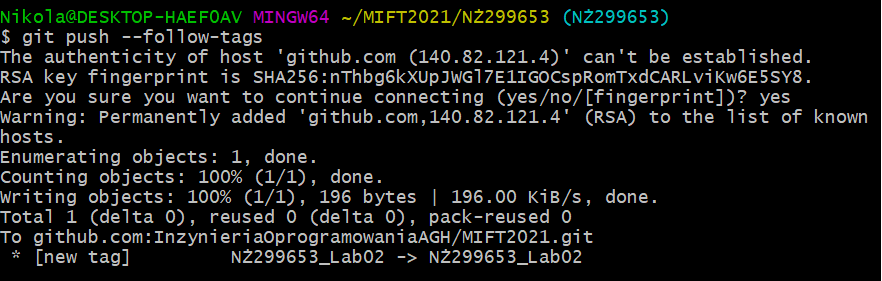 Nikola@DESKTOP-HAEF0AV MINGW64 ~/MIFT2021/NŻ299653 (NŻ299653)
$ git push --follow-tags
The authenticity of host 'github.com (140.82.121.4)' can't be established.
RSA key fingerprint is SHA256:nThbg6kXUpJWGl7E1IGOCspRomTxdCARLviKw6E5SY8.
Are you sure you want to continue connecting (yes/no/[fingerprint])? yes
Warning: Permanently added 'github.com,140.82.121.4' (RSA) to the list of known
hosts.
Enumerating objects: 1, done.
Counting objects: 100% (1/1), done.
Writing objects: 100% (1/1), 196 bytes | 196.00 KiB/s, done.
Total 1 (delta 0), reused 0 (delta 0), pack-reused 0
To github.com:InzynieriaOprogramowaniaAGH/MIFT2021.git
 * [new tag]         NŻ299653_Lab02 -> NŻ299653_Lab02